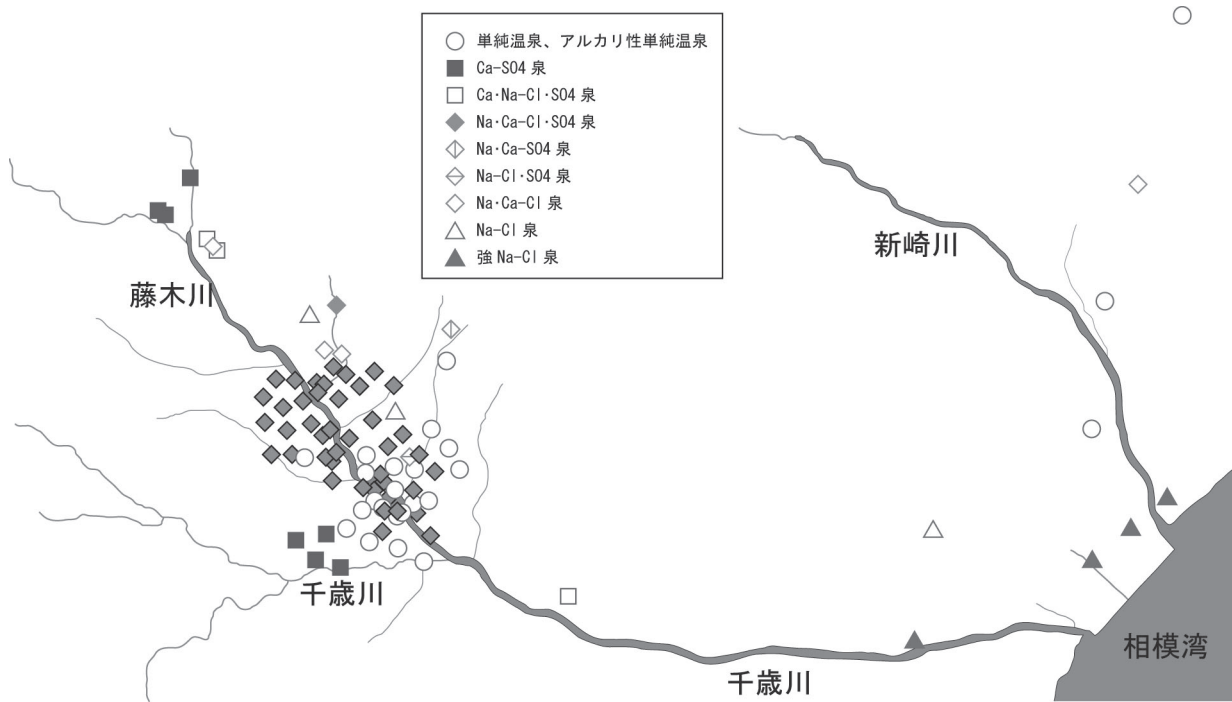 単純温泉、アルカリ性単純温泉
Ca-SO4 泉
Ca・Na-Cl・SO4 泉
Na・Ca-Cl・SO4 泉
Na・Ca-SO4 泉
Na-Cl・SO4 泉
Na・Ca-Cl 泉
Na-Cl 泉
強 Na-Cl 泉
新崎川
藤木川
千歳川
相模湾
千歳川